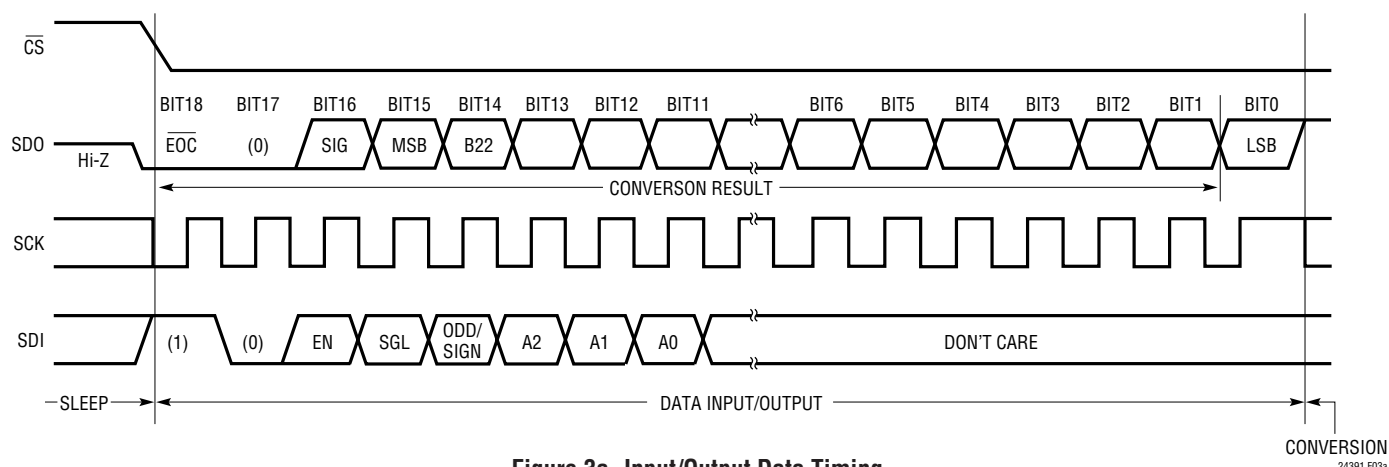 CS
BIT18 BIT17 BIT16 BIT15 BIT14 BIT13 BIT12 BIT11 BIT6 BIT5 BIT4 BIT3 BIT2 BIT1 BIT0
SDO
Hi-Z
EOC (0) SIG MSB B22 LSB
CONVERSON RESULT
SCK
SDI
(1) (0) EN SGL ODD/
SIGN A2 A1 A0 DON'T CARE
SLEEP DATA INPUT/OUTPUT
CONVERSION